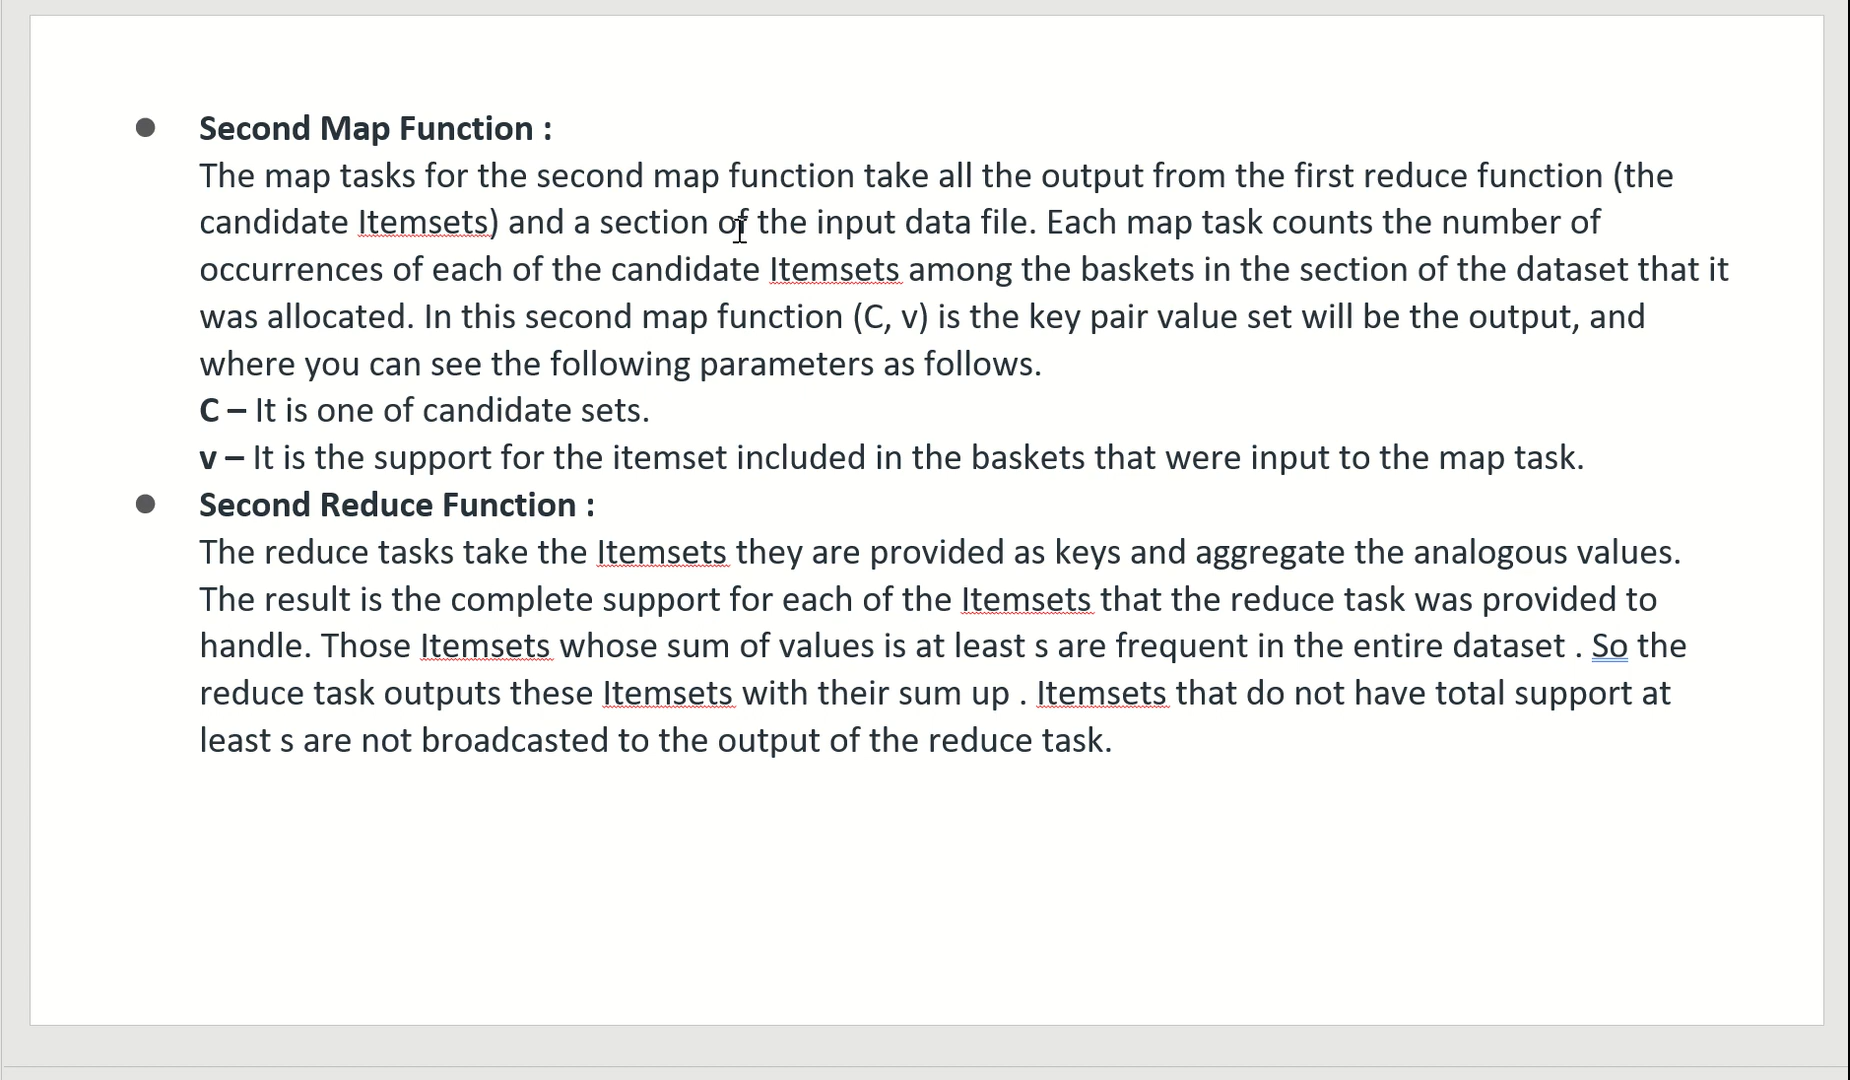 Second Map Function :
The map tasks for the second map function take all the output from the first reduce function (the
candidate Itemsets) and a section of the input data file. Each map task counts the number of
occurrences of each of the candidate Itemsets among the baskets in the section of the dataset that it
was allocated. In this second map function (C, v) is the key pair value set will be the output, and
where you can see the following parameters as follows.
C – It is one of candidate sets.
v – It is the support for the itemset included in the baskets that were input to the map task.
Second Reduce Function :
The reduce tasks take the Itemsets they are provided as keys and aggregate the analogous values.
The result is the complete support for each of the Itemsets that the reduce task was provided to
handle. Those Itemsets whose sum of values is at least s are frequent in the entire dataset . So the
reduce task outputs these Itemsets with their sum up . Itemsets that do not have total support at
least s are not broadcasted to the output of the reduce task.